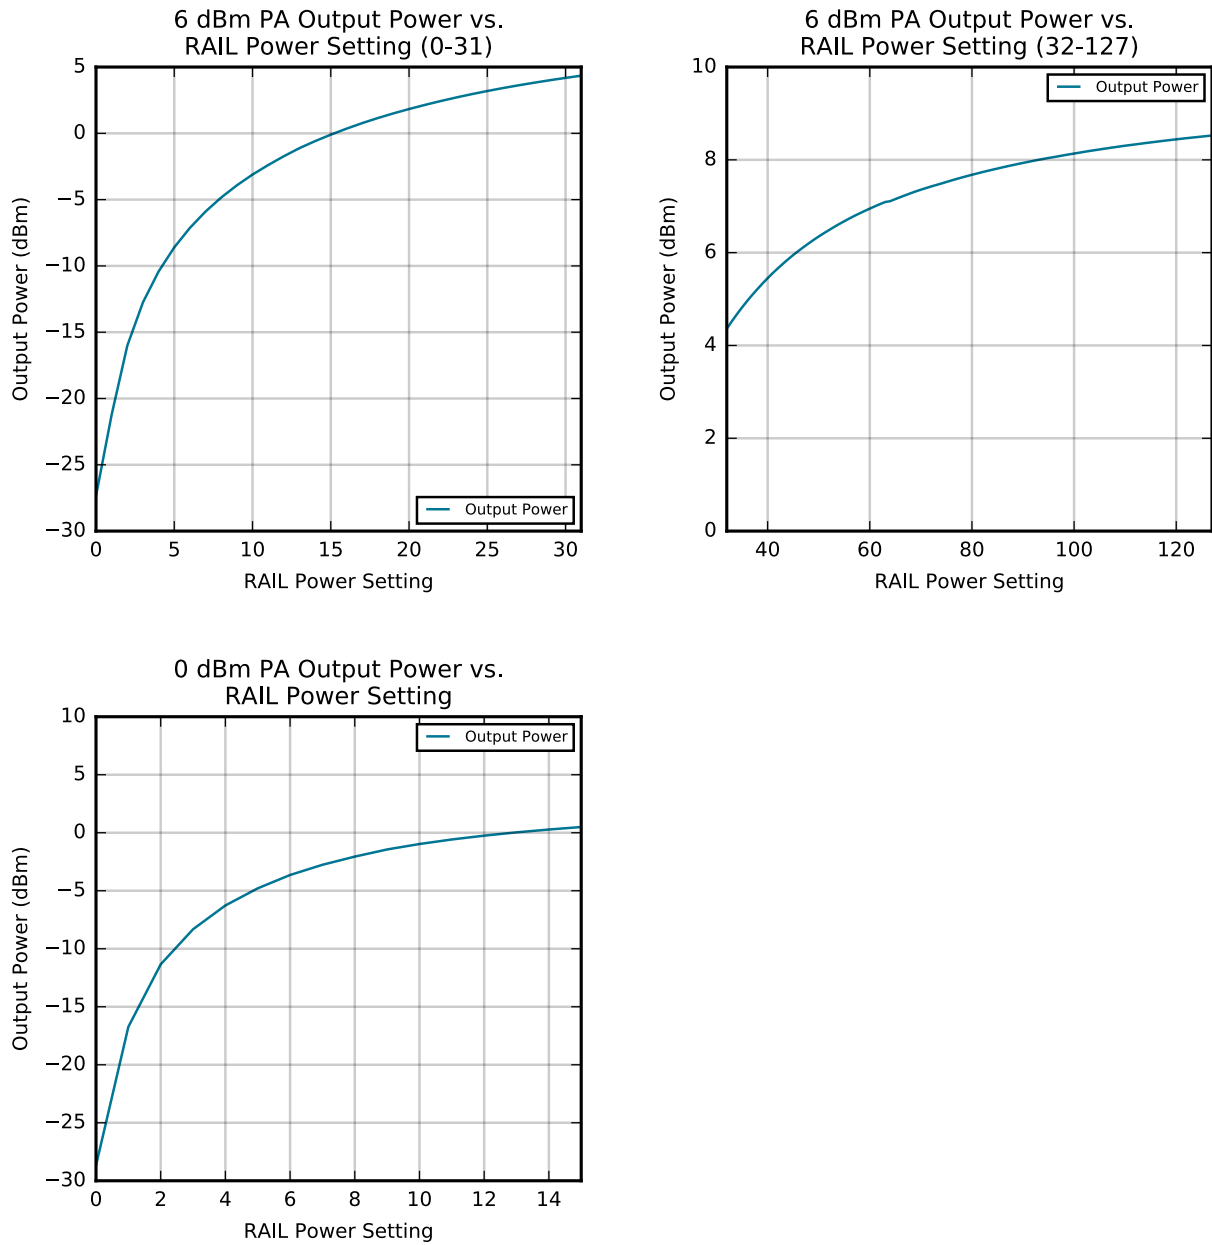 6 dBm PA Output Power vs.
RAIL Power Setting (0-31)
5
0
−5
−10
−15
−20
−25
−30
Output Power (dBm)
Output Power
0 5 10 15 20 25 30
RAIL Power Setting
6 dBm PA Output Power vs.
RAIL Power Setting (32-127)
10
8
6
4
2
0
Output Power (dBm)
Output Power
40 60 80 100 120
RAIL Power Setting
0 dBm PA Output Power vs.
RAIL Power Setting
10
5
0
−5
−10
−15
−20
−25
−30
Output Power (dBm)
Output Power
0 2 4 6 8 10 12 14
RAIL Power Setting